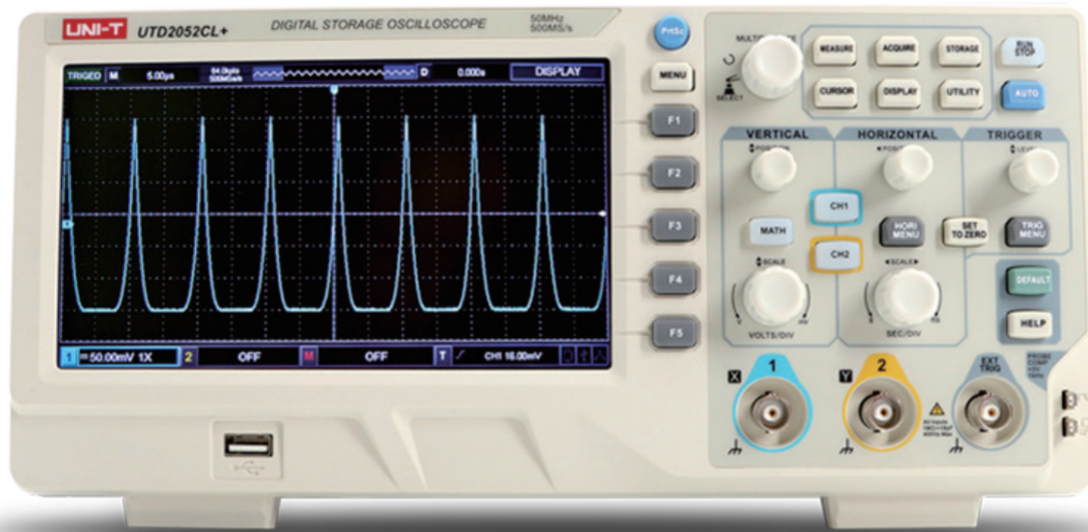 UNI-T UTD2052CL+ DIGITAL STORAGE OSCILLOSCOPE 50MHz
500MS/s
PrtSc
TRIGED M 5.00μs D 0.000s DISPLAY
MENU
F1
F2
F3
F4
F5
1 50.00mV 1X 2 OFF M OFF T CH1 16.00mV
SELECT
MEASURE ACQUIRE STORAGE RUN
STOP
CURSOR DISPLAY UTILITY AUTO
VERTICAL HORIZONTAL TRIGGER
POSITION POSITION LEVEL
CH1
MATH HORI
MENU SET
TO ZERO TRIG
MENU
CH2
SCALE SCALE
DEFAULT
VOLTS/DIV SEC/DIV
HELP
X 1 Y 2 EXT
TRIG
PROBE
COMP